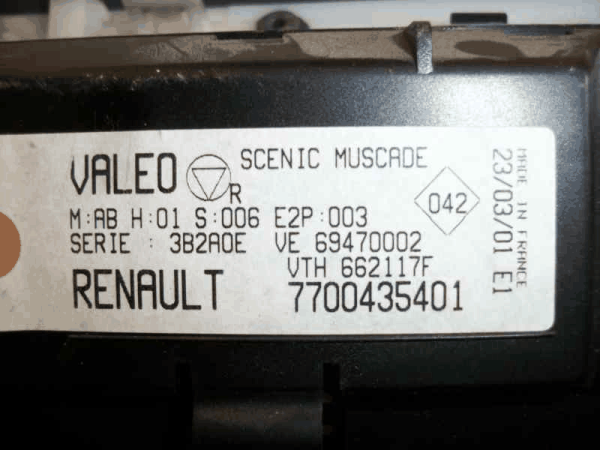 VALEO R SCENIC MUSCADE
M:AB H:01 S:006 E2P:003
042
SERIE : 3B2A0E VE 69470002
VTH 662117F
RENAULT 7700435401
MADE IN FRANCE
23/03/01 E1